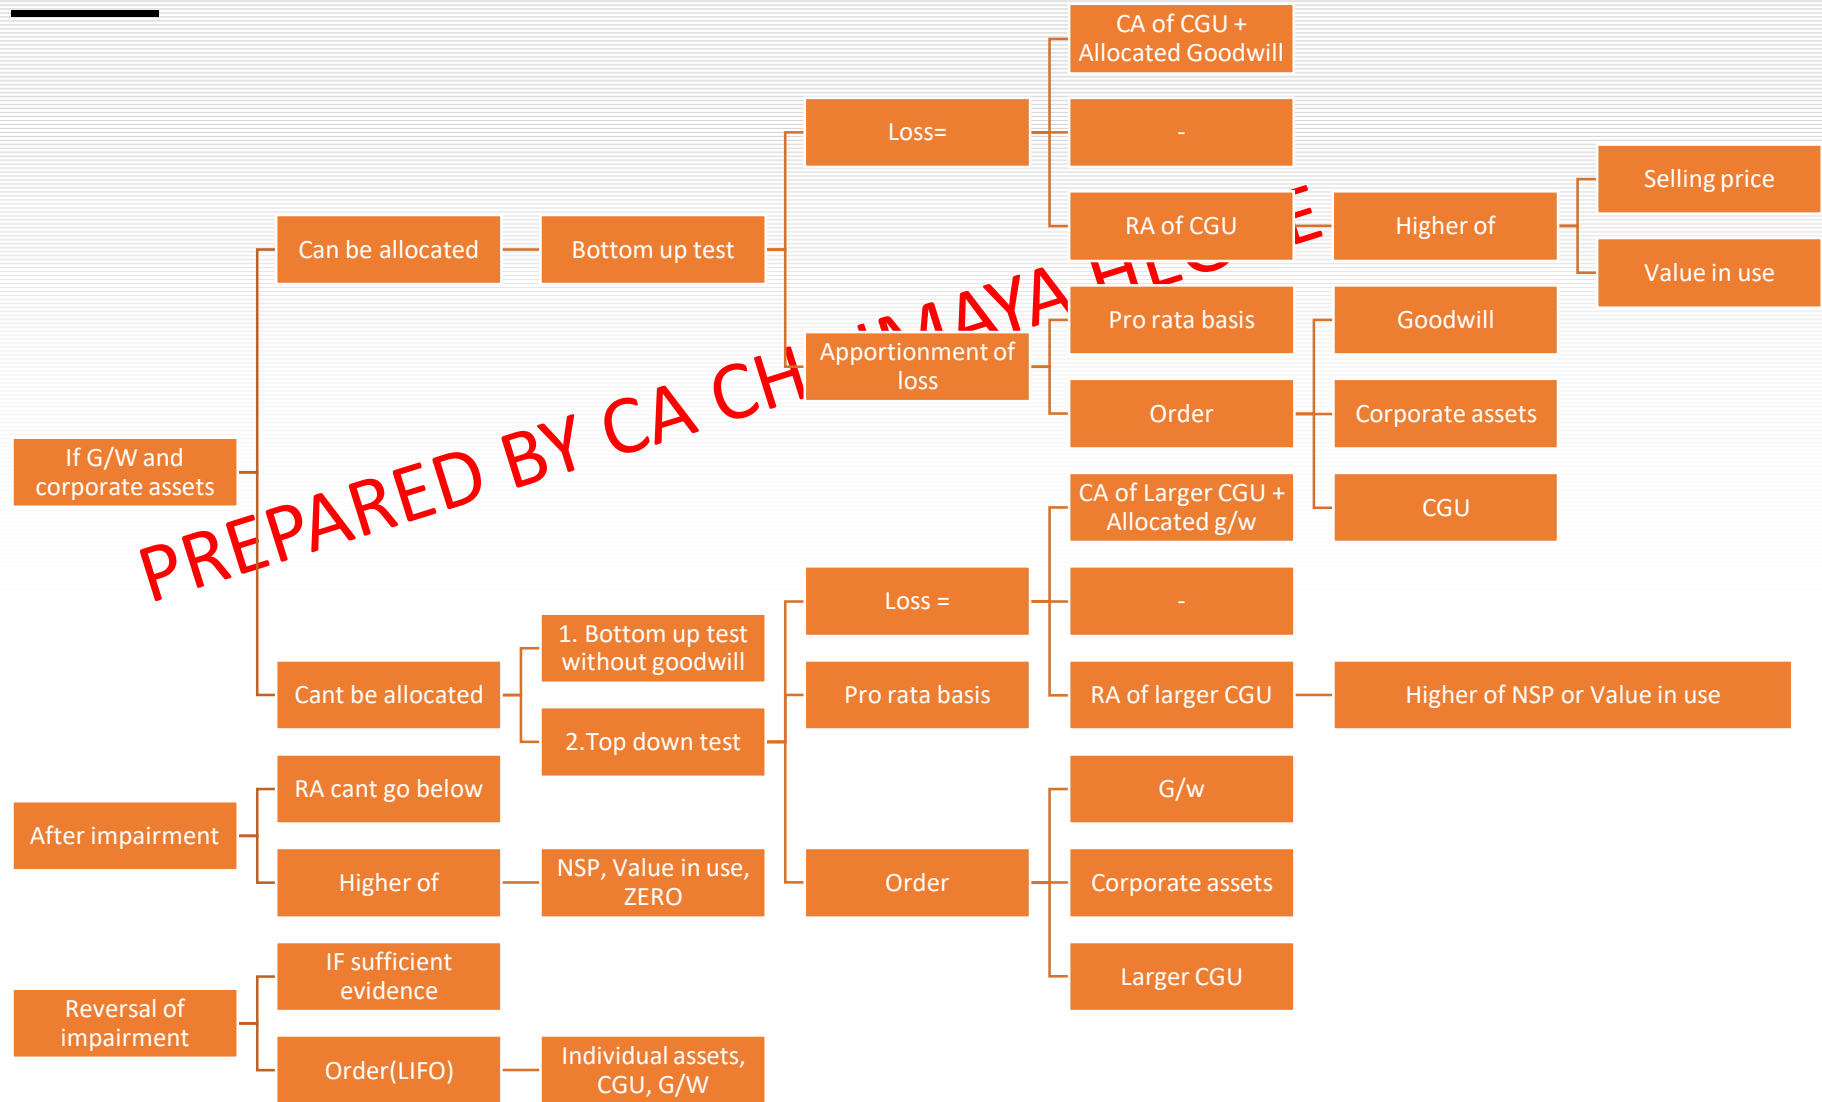 If G/W and
corporate assets
Can be allocated
Bottom up test
Loss=
CA of CGU +
Allocated Goodwill
-
RA of CGU
Higher of
Selling price
Value in use
Apportionment of
loss
Pro rata basis
Order
Goodwill
Corporate assets
CGU
Cant be allocated
1. Bottom up test
without goodwill
2.Top down test
Loss =
CA of Larger CGU +
Allocated g/w
-
RA of larger CGU
Higher of NSP or Value in use
Pro rata basis
Order
G/w
Corporate assets
Larger CGU
After impairment
RA cant go below
Higher of
NSP, Value in use,
ZERO
Reversal of
impairment
IF sufficient
evidence
Order(LIFO)
Individual assets,
CGU, G/W
PREPARED BY CA